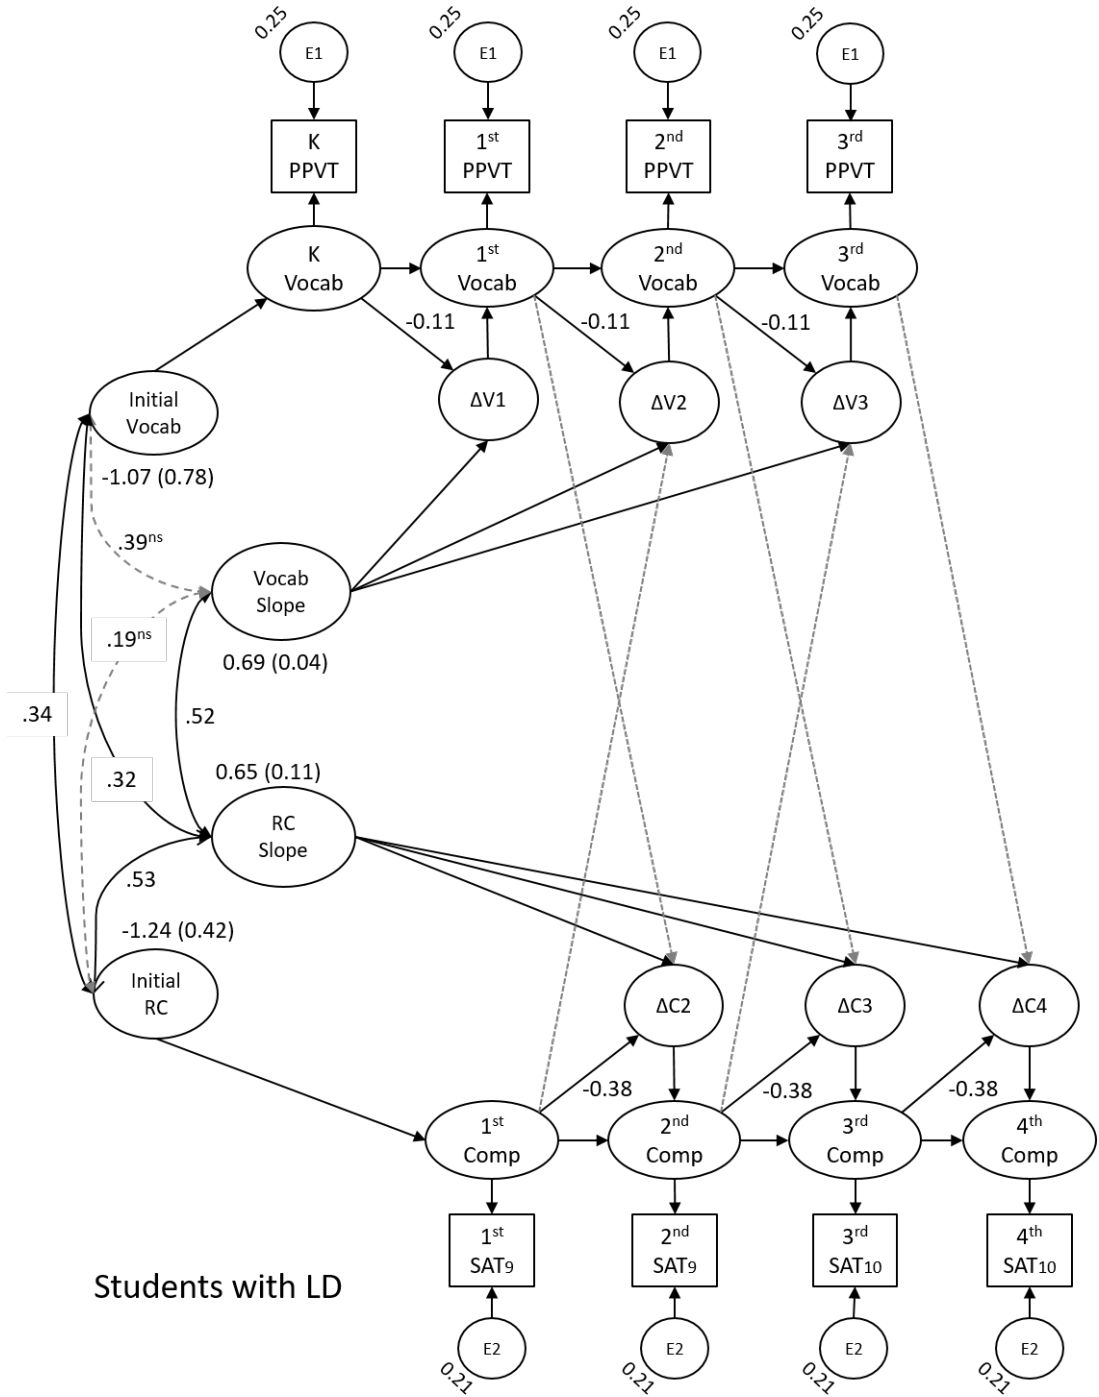 0.25 0.25 0.25 0.25
E1 E1 E1 E1
K 1st 2nd 3rd
PPVT PPVT PPVT PPVT
K 1st 2nd 3rd
Vocab Vocab Vocab Vocab
-0.11 -0.11 -0.11
ΔV1 ΔV2 ΔV3
Initial
Vocab
-1.07 (0.78)
.39ns
Vocab
Slope
.19ns
0.69 (0.04)
.34
.52
.32
0.65 (0.11)
RC
Slope
.53
-1.24 (0.42)
Initial
RC
ΔC2 ΔC3 ΔC4
-0.38 -0.38 -0.38
1st 2nd 3rd 4th
Comp Comp Comp Comp
1st 2nd 3rd 4th
SAT9 SAT9 SAT10 SAT10
Students with LD
E2 E2 E2 E2
0.21 0.21 0.21 0.21